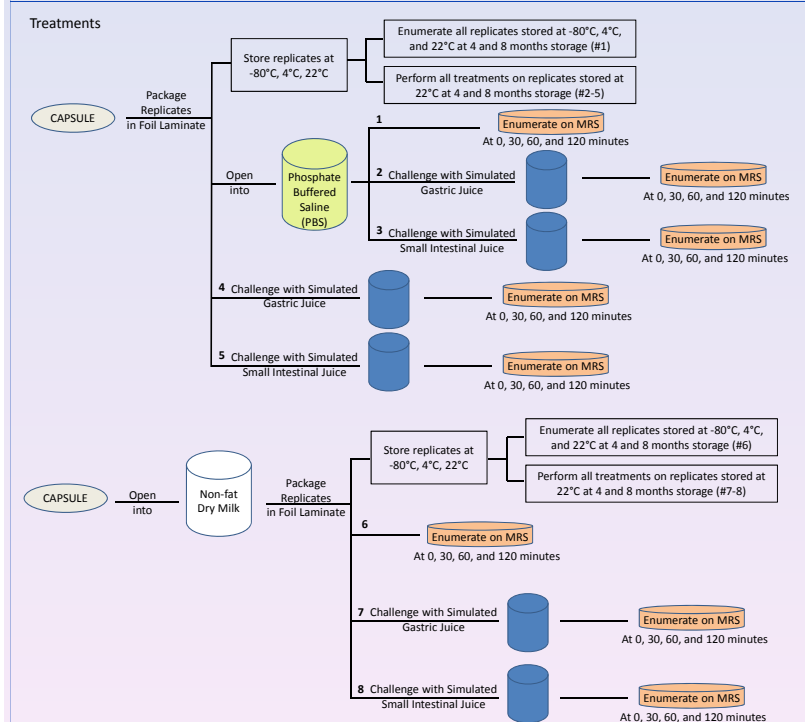 Treatments
Enumerate all replicates stored at -80°C, 4°C,
and 22°C at 4 and 8 months storage (#1)
Store replicates at
-80°C, 4°C, 22°C
Perform all treatments on replicates stored at
22°C at 4 and 8 months storage (#2-5)
CAPSULE
Package
Replicates
in Foil Laminate
1
Enumerate on MRS
At 0, 30, 60, and 120 minutes
Open
into
Phosphate
Buffered
Saline
(PBS)
2 Challenge with Simulated
Gastric Juice
Enumerate on MRS
At 0, 30, 60, and 120 minutes
3 Challenge with Simulated
Small Intestinal Juice
Enumerate on MRS
At 0, 30, 60, and 120 minutes
4 Challenge with Simulated
Gastric Juice
Enumerate on MRS
At 0, 30, 60, and 120 minutes
5 Challenge with Simulated
Small Intestinal Juice
Enumerate on MRS
At 0, 30, 60, and 120 minutes
Enumerate all replicates stored at -80°C, 4°C,
and 22°C at 4 and 8 months storage (#6)
Store replicates at
-80°C, 4°C, 22°C
Perform all treatments on replicates stored at
22°C at 4 and 8 months storage (#7-8)
CAPSULE
Open
into
Non-fat
Dry Milk
Package
Replicates
in Foil Laminate
6
Enumerate on MRS
At 0, 30, 60, and 120 minutes
7 Challenge with Simulated
Gastric Juice
Enumerate on MRS
At 0, 30, 60, and 120 minutes
8 Challenge with Simulated
Small Intestinal Juice
Enumerate on MRS
At 0, 30, 60, and 120 minutes